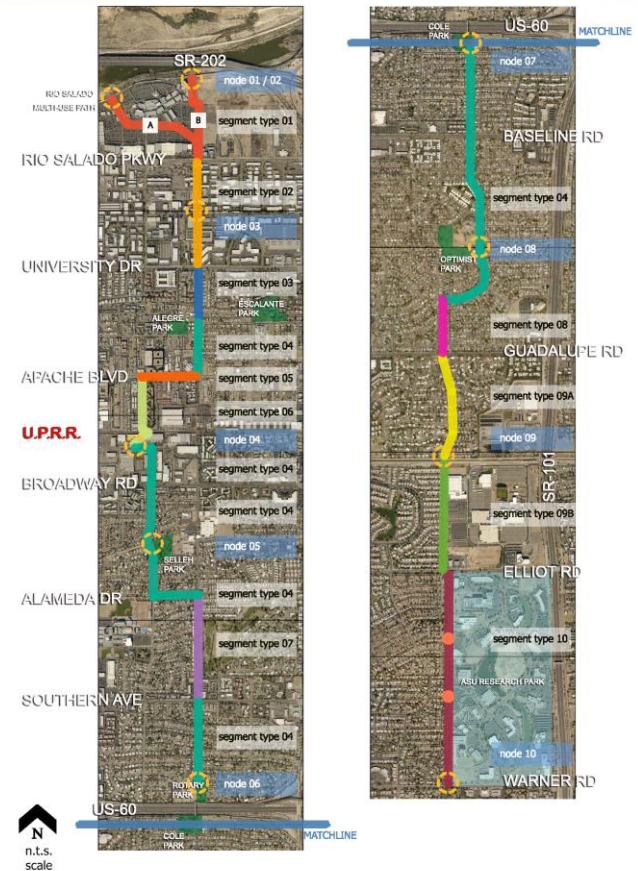 SR-202
node 01 / 02
RIO SALADO
MULTI-USE PATH
A
B
segment type 01
RIO SALADO PKWY
segment type 02
node 03
UNIVERSITY DR
segment type 03
ESCALANTE
PARK
ALEGRE
PARK
segment type 04
APACHE BLVD
segment type 05
segment type 06
U.P.R.R.
node 04
segment type 04
BROADWAY RD
segment type 04
node 05
SELLEH
PARK
ALAMEDA DR
segment type 04
segment type 07
SOUTHERN AVE
segment type 04
ROTARY
PARK
node 06
US-60
MATCHLINE
COLE
PARK
N
n.t.s.
scale
COLE
PARK
US-60
MATCHLINE
node 07
BASELINE RD
segment type 04
node 08
OPTIMIST
PARK
segment type 08
GUADALUPE RD
segment type 09A
node 09
SR-101
segment type 09B
ELLIOT RD
segment type 10
ASU RESEARCH PARK
node 10
WARNER RD